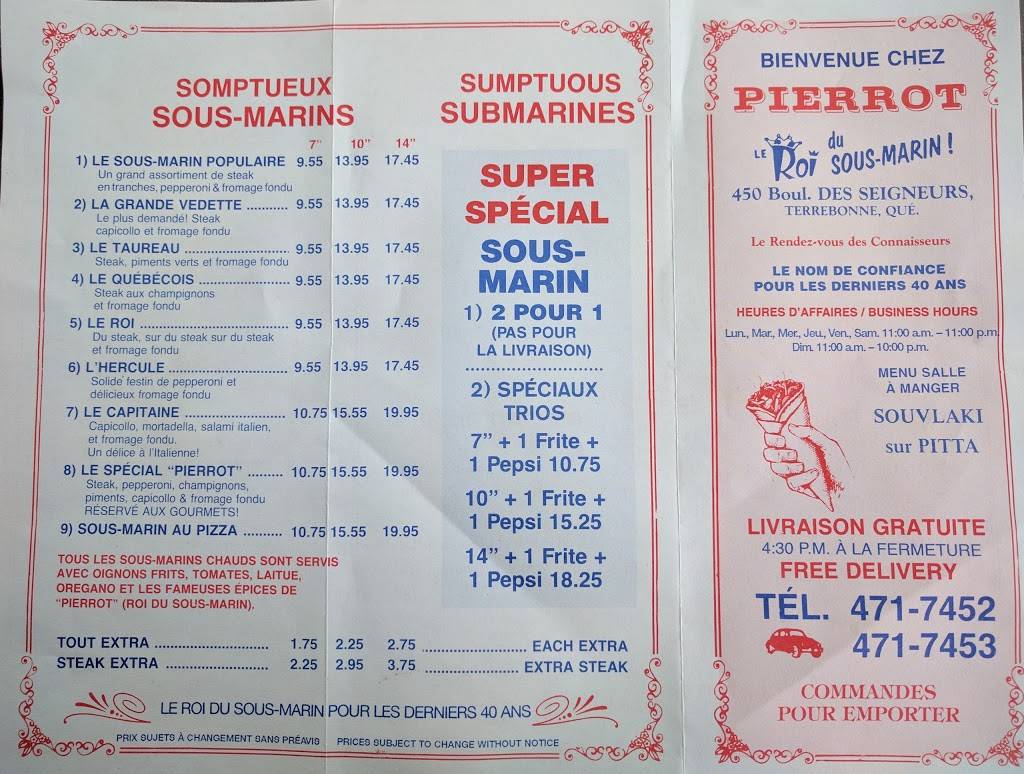 SOMPTUEUX
SOUS-MARINS
SUMPTUOUS
SUBMARINES
7" 10" 14"
1) LE SOUS-MARIN POPULAIRE 9.55 13.95 17.45
Un grand assortiment de steak
en tranches, pepperoni & fromage fondu
2) LA GRANDE VEDETTE ........... 9.55 13.95 17.45
Le plus demandé! Steak
capicollo et fromage fondu
3) LE TAUREAU ............................ 9.55 13.95 17.45
Steak, piments verts et fromage fondu
4) LE QUÉBÉCOIS ........................ 9.55 13.95 17.45
Steak aux champignons
et fromage fondu
5) LE ROI ....................................... 9.55 13.95 17.45
Du steak, sur du steak sur du steak
et fromage fondu
6) L'HERCULE ............................... 9.55 13.95 17.45
Solide festin de pepperoni et
délicieux fromage fondu
7) LE CAPITAINE ........................... 10.75 15.55 19.95
Capicollo, mortadella, salami italien,
et fromage fondu.
Un délice à l'Italienne!
8) LE SPÉCIAL "PIERROT" ......... 10.75 15.55 19.95
Steak, pepperoni, champignons,
piments, capicollo & fromage fondu
RÉSERVÉ AUX GOURMETS!
9) SOUS-MARIN AU PIZZA .......... 10.75 15.55 19.95
TOUS LES SOUS-MARINS CHAUDS SONT SERVIS
AVEC OIGNONS FRITS, TOMATES, LAITUE,
OREGANO ET LES FAMEUSES ÉPICES DE
"PIERROT" (ROI DU SOUS-MARIN).
SUPER
SPÉCIAL
SOUS-
MARIN
1) 2 POUR 1
(PAS POUR
LA LIVRAISON)
2) SPÉCIAUX
TRIOS
7" + 1 Frite +
1 Pepsi 10.75
10" + 1 Frite +
1 Pepsi 15.25
14" + 1 Frite +
1 Pepsi 18.25
TOUT EXTRA ............................. 1.75 2.25 2.75 .......................... EACH EXTRA
STEAK EXTRA .......................... 2.25 2.95 3.75 ......................... EXTRA STEAK
LE ROI DU SOUS-MARIN POUR LES DERNIERS 40 ANS
PRIX SUJETS À CHANGEMENT SANS PRÉAVIS PRICES SUBJECT TO CHANGE WITHOUT NOTICE
BIENVENUE CHEZ
PIERROT
LE Roi du SOUS-MARIN !
450 Boul. DES SEIGNEURS,
TERREBONNE, QUÉ.
Le Rendez-vous des Connaisseurs
LE NOM DE CONFIANCE
POUR LES DERNIERS 40 ANS
HEURES D'AFFAIRES / BUSINESS HOURS
Lun., Mar., Mer., Jeu., Ven., Sam. 11:00 a.m. – 11:00 p.m.
Dim. 11:00 a.m. – 10:00 p.m.
MENU SALLE
À MANGER
SOUVLAKI
sur PITTA
LIVRAISON GRATUITE
4:30 P.M. À LA FERMETURE
FREE DELIVERY
TÉL. 471-7452
471-7453
COMMANDES
POUR EMPORTER